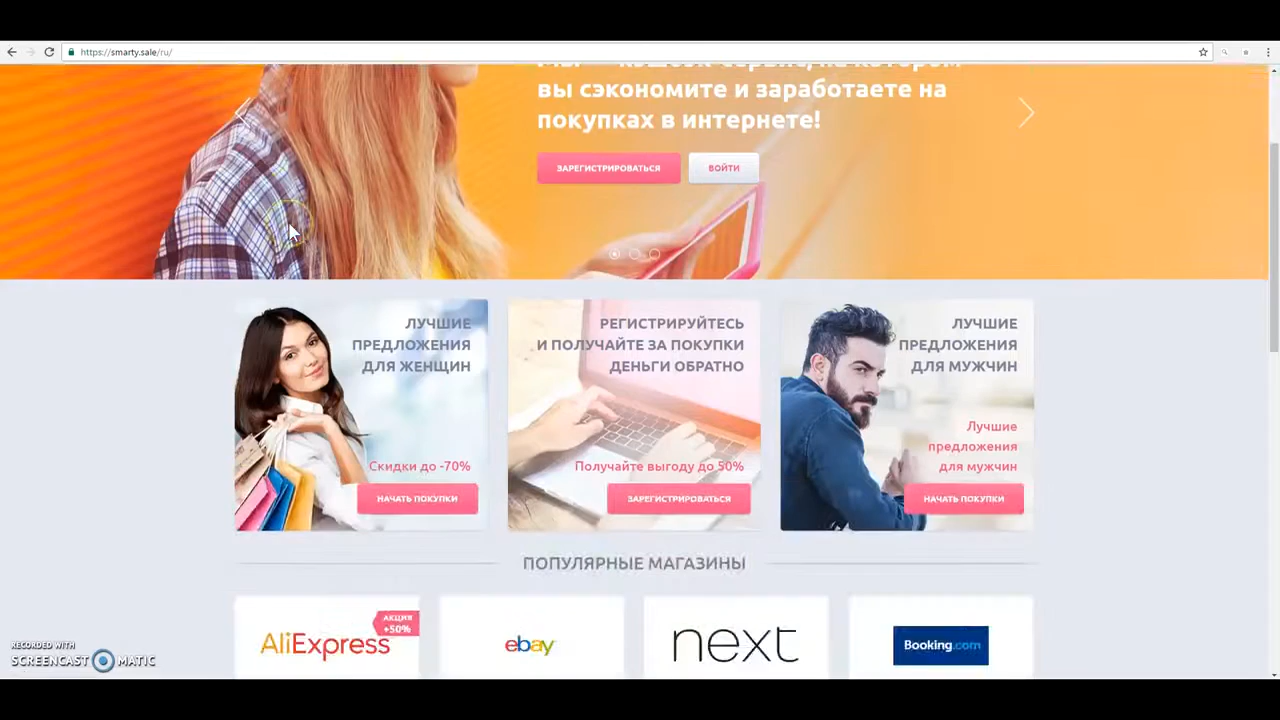 https://smarty.sale/ru/
вы сэкономите и заработаете на
покупках в интернете!
ЗАРЕГИСТРИРОВАТЬСЯ
ВОЙТИ
ЛУЧШИЕ
ПРЕДЛОЖЕНИЯ
ДЛЯ ЖЕНЩИН
Скидки до -70%
НАЧАТЬ ПОКУПКИ
РЕГИСТРИРУЙТЕСЬ
И ПОЛУЧАЙТЕ ЗА ПОКУПКИ
ДЕНЬГИ ОБРАТНО
Получайте выгоду до 50%
ЗАРЕГИСТРИРОВАТЬСЯ
ЛУЧШИЕ
ПРЕДЛОЖЕНИЯ
ДЛЯ МУЖЧИН
Лучшие
предложения
для мужчин
НАЧАТЬ ПОКУПКИ
ПОПУЛЯРНЫЕ МАГАЗИНЫ
AliExpress
АКЦИЯ
+50%
ebay
next
Booking.com
RECORDED WITH
SCREENCAST MATIC